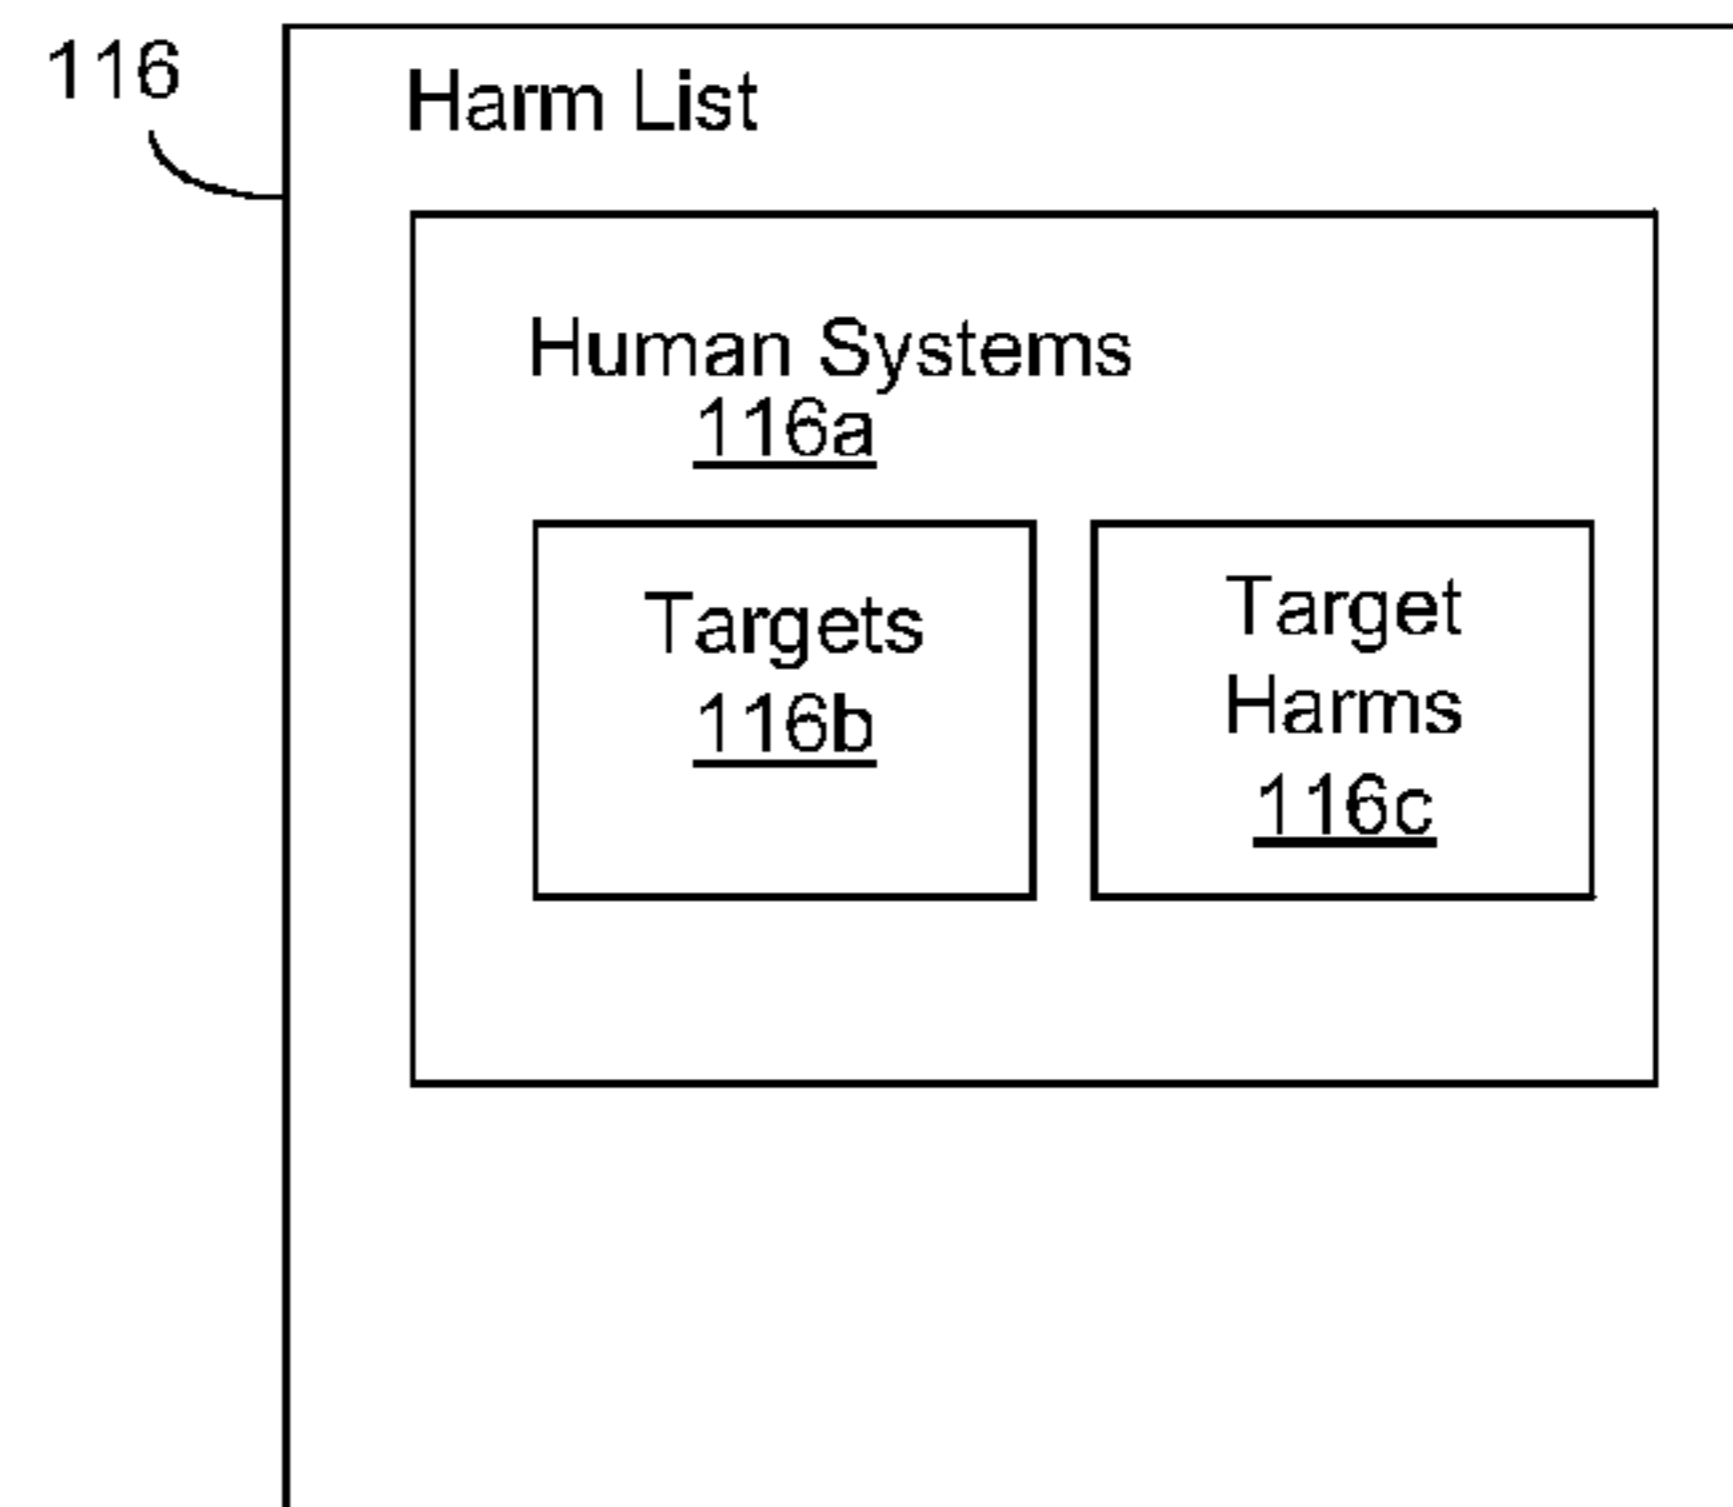 116
Harm List
Human Systems
116a
Targets
116b
Target
Harms
116c